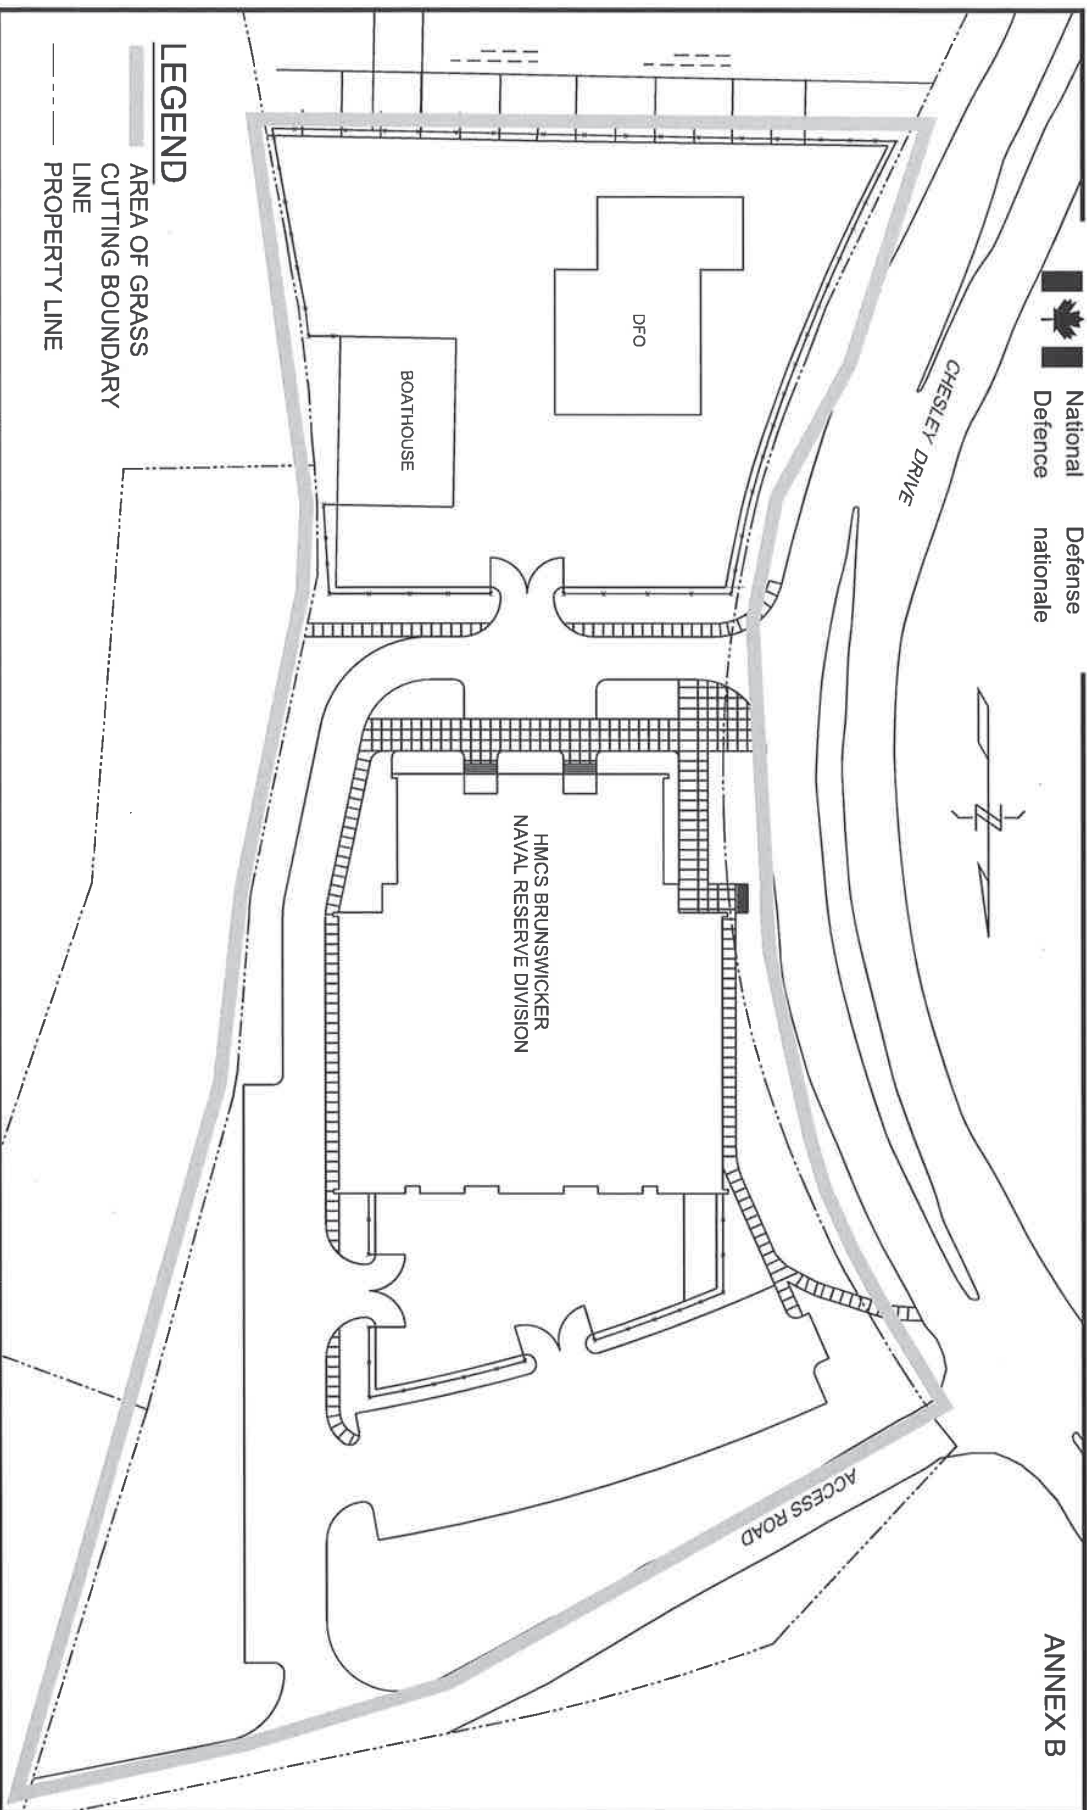 National Defence
Défense nationale
ANNEX B
CHESLEY DRIVE
DFO
BOATHOUSE
HMCS BRUNSWICKER
NAVAL RESERVE DIVISION
ACCESS ROAD
LEGEND
AREA OF GRASS
CUTTING BOUNDARY
LINE
PROPERTY LINE